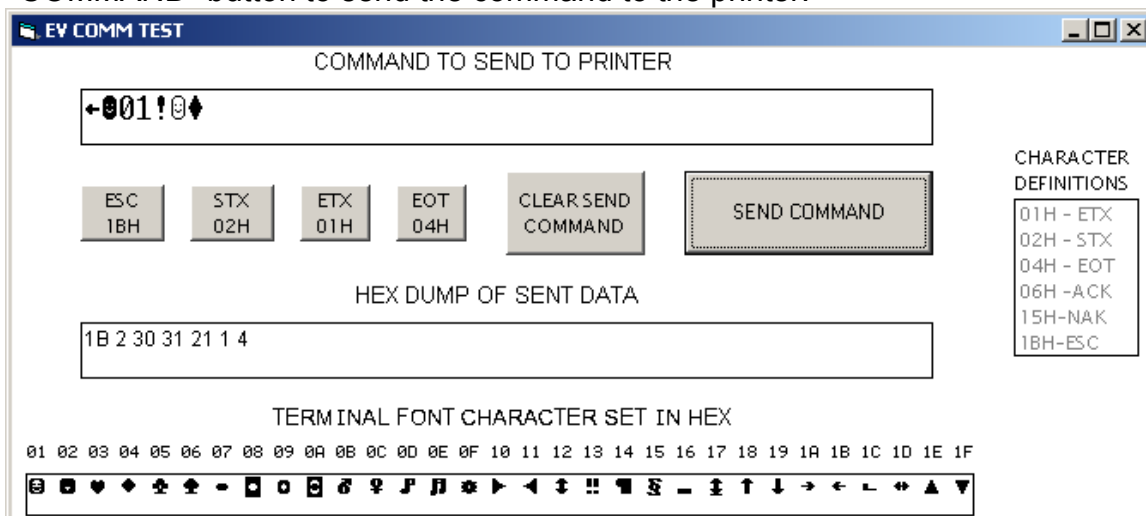 COMMAND" button to send the command to the printer.
EV COMM TEST
COMMAND TO SEND TO PRINTER
←☻01!☺♦
ESC
1BH
STX
02H
ETX
01H
EOT
04H
CLEAR SEND
COMMAND
SEND COMMAND
CHARACTER
DEFINITIONS
01H - ETX
02H - STX
04H - EOT
06H -ACK
15H-NAK
1BH-ESC
HEX DUMP OF SENT DATA
1B 2 30 31 21 1 4
TERMINAL FONT CHARACTER SET IN HEX
01 02 03 04 05 06 07 08 09 0A 0B 0C 0D 0E 0F 10 11 12 13 14 15 16 17 18 19 1A 1B 1C 1D 1E 1F
☺ ☻ ♥ ♦ ♣ ♠ • ◘ ○ ◙ ♂ ♀ ♪ ♫ ☼ ► ◄ ↕ ‼ ¶ § ▬ ↨ ↑ ↓ → ← ∟ ↔ ▲ ▼